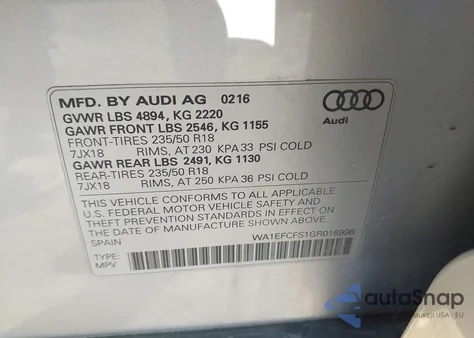 MFD. BY AUDI AG 0216
GVWR LBS 4894, KG 2220
GAWR FRONT LBS 2546, KG 1155
FRONT-TIRES 235/50 R18
7JX18 RIMS, AT 230 KPA 33 PSI COLD
GAWR REAR LBS 2491, KG 1130
REAR-TIRES 235/50 R18
7JX18 RIMS, AT 250 KPA 36 PSI COLD
Audi
THIS VEHICLE CONFORMS TO ALL APPLICABLE
U.S. FEDERAL MOTOR VEHICLE SAFETY AND
THEFT PREVENTION STANDARDS IN EFFECT ON
THE DATE OF MANUFACTURE SHOWN ABOVE.
SPAIN WA1EFCFS1GR016996
TYPE:
MPV
autoSnap
Aukcje USA - EU